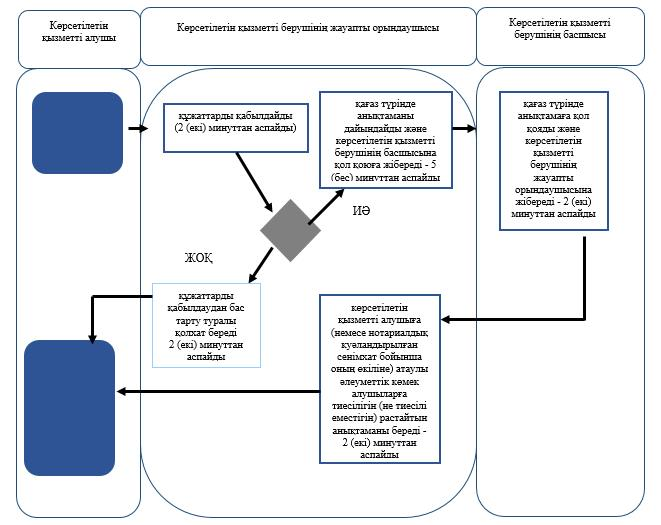 Көрсетілетін
қызметті алушы
Көрсетілетін қызметті берушінің жауапты орындаушысы
Көрсетілетін қызметті
берушінің басшысы
құжаттарды қабылдайды
(2 (екі) минуттан аспайды)
қағаз түрінде
анықтаманы
дайындайды және
көрсетілетін қызметті
берушінің басшысына
қол қоюға жібереді - 5
(бес) минуттан аспайды
қағаз түрінде
анықтамаға қол
қояды және
көрсетілетін
қызметті
берушінің
жауапты
орындаушысына
жібереді - 2 (екі)
минуттан аспайды
ИӘ
ЖОҚ
құжаттарды
қабылдаудан бас
тарту туралы
қолхат береді
2 (екі) минуттан
аспайды
көрсетілетін
қызметті алушыға
(немесе нотариалдық
куәландырылған
сенімхат бойынша
оның өкіліне) атаулы
әлеуметтік көмек
алушыларға
тиесілігін (не тиесілі
еместігін) растайтын
анықтаманы береді -
2 (екі) минуттан
аспайды